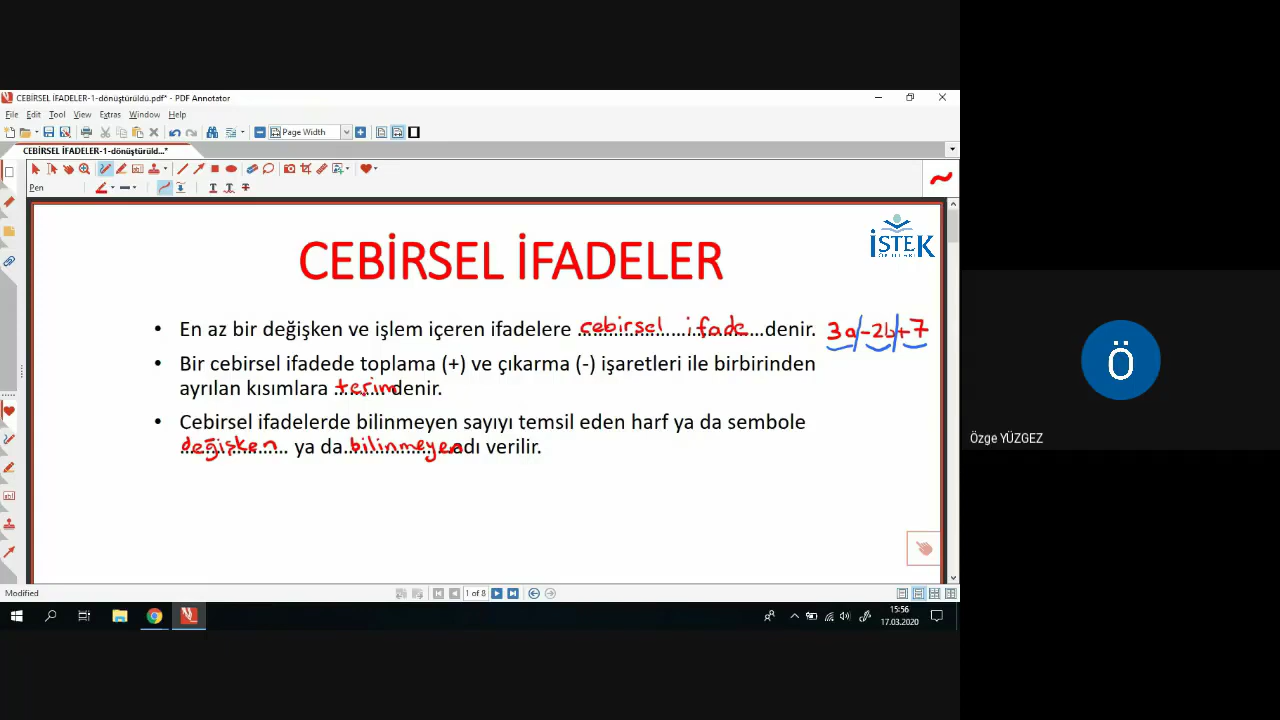 CEBİRSEL İFADELER-1-dönüştürüldü.pdf* - PDF Annotator
File Edit Tool View Extras Window Help
Page Width
CEBİRSEL İFADELER-1-dönüştürüld...*
Pen
İSTEK
OKULLARI
CEBİRSEL İFADELER
• En az bir değişken ve işlem içeren ifadelere cebirsel ifade denir. 3a/-2b/+7
• Bir cebirsel ifadede toplama (+) ve çıkarma (-) işaretleri ile birbirinden
ayrılan kısımlara terim denir.
• Cebirsel ifadelerde bilinmeyen sayıyı temsil eden harf ya da sembole
değişken ya da bilinmeyen adı verilir.
Ö
Özge YÜZGEZ
Modified
1 of 8
15:56
17.03.2020